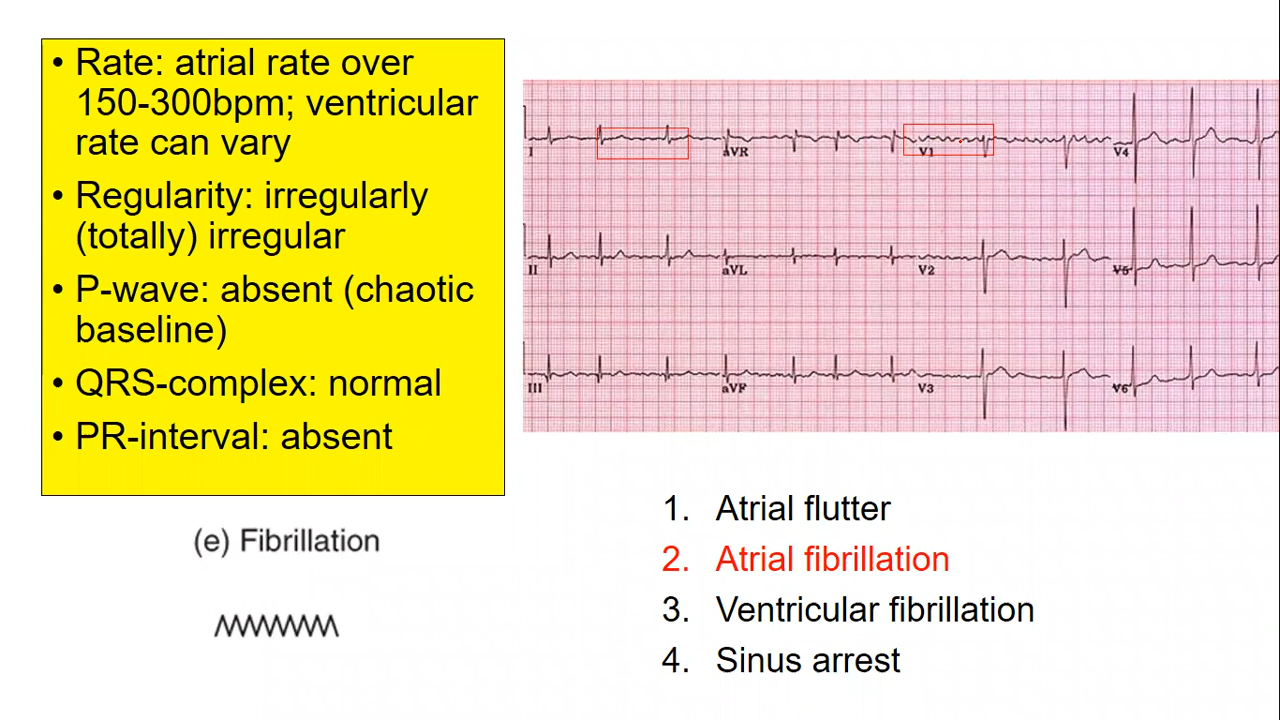 • Rate: atrial rate over
150-300bpm; ventricular
rate can vary
• Regularity: irregularly
(totally) irregular
• P-wave: absent (chaotic
baseline)
• QRS-complex: normal
• PR-interval: absent
(e) Fibrillation
I aVR V1 V4
II aVL V2 V5
III aVF V3 V6
1. Atrial flutter
2. Atrial fibrillation
3. Ventricular fibrillation
4. Sinus arrest